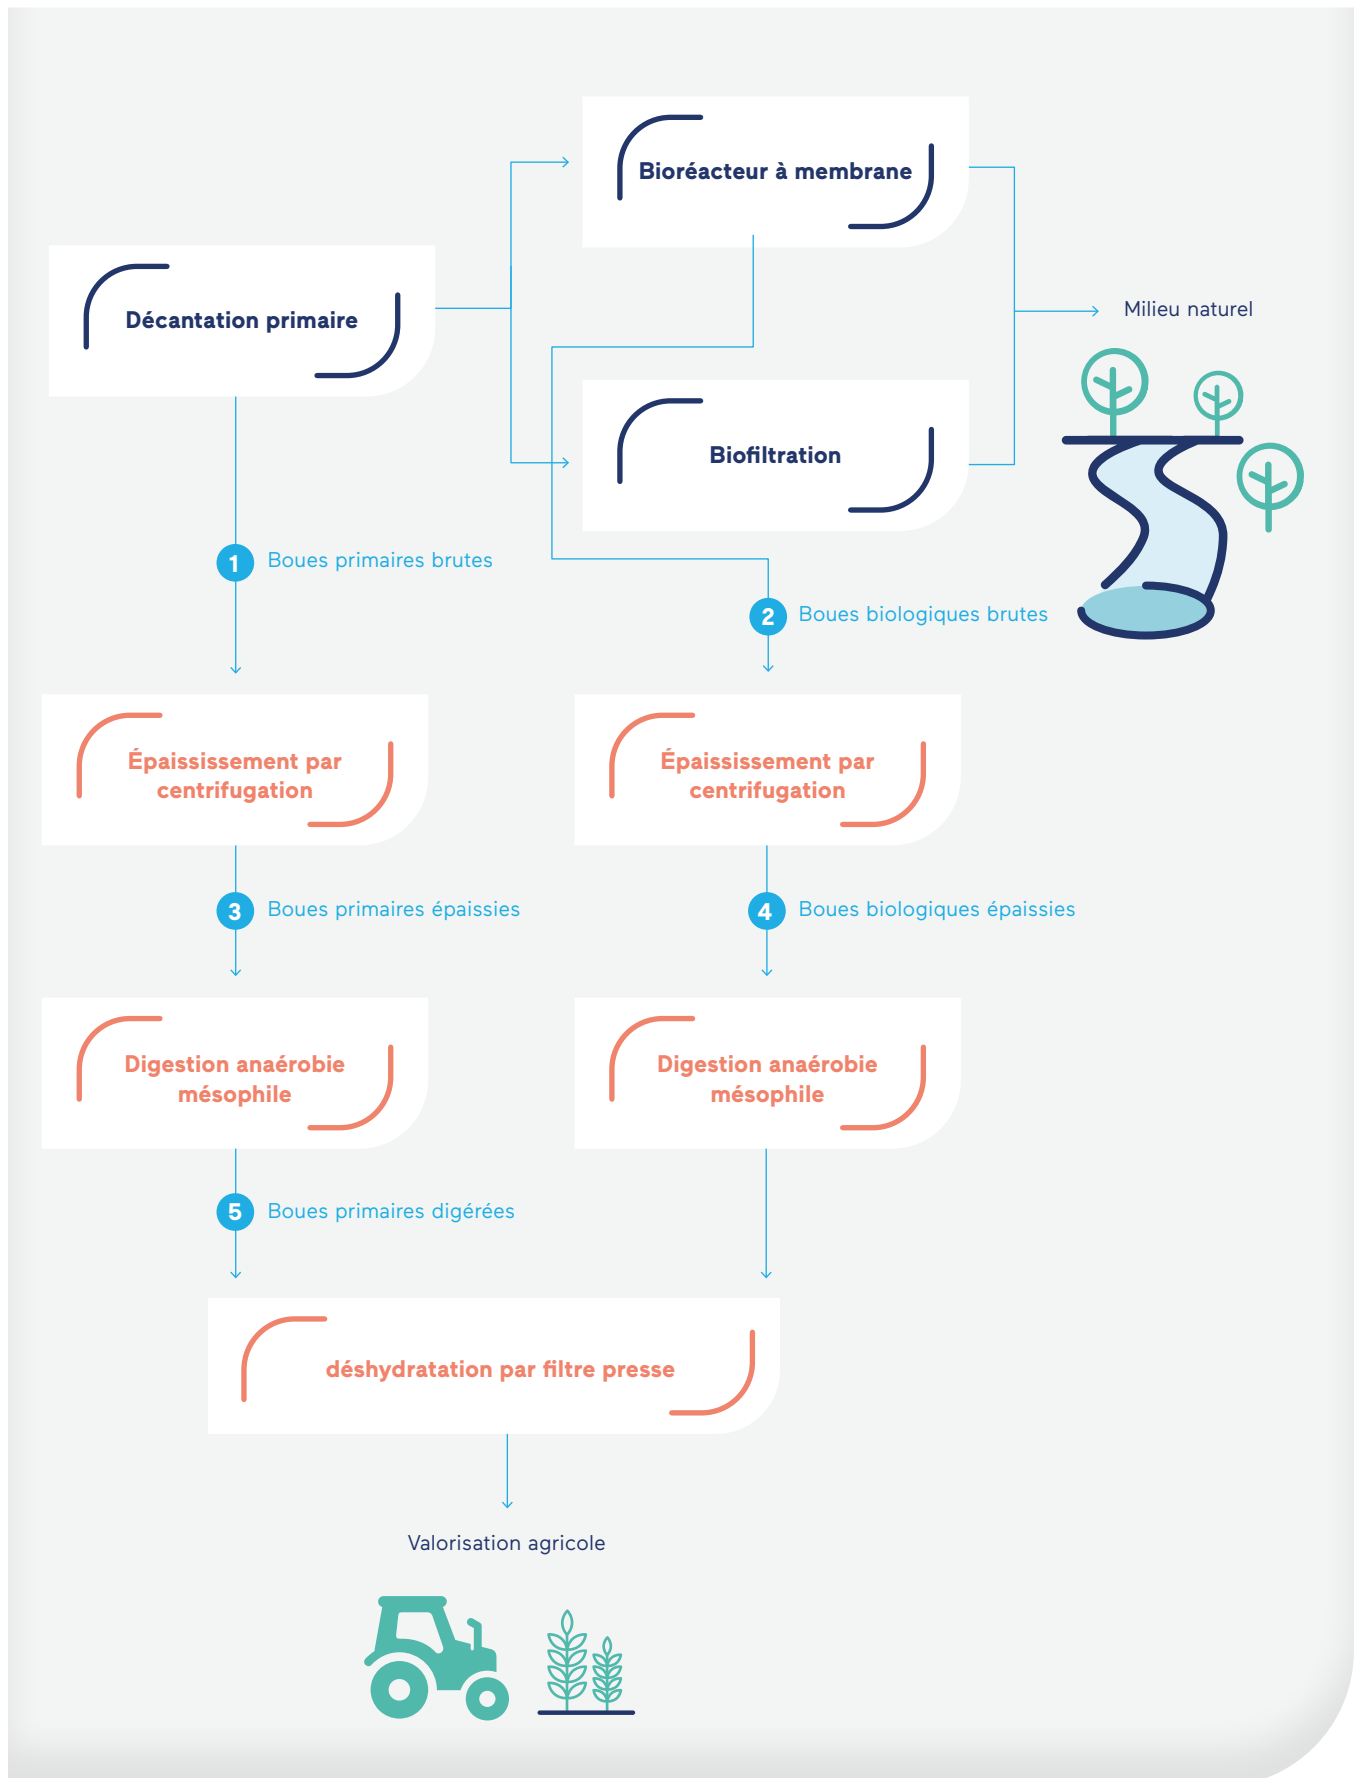 Bioréacteur à membrane
Décantation primaire
Milieu naturel
Biofiltration
1 Boues primaires brutes
2 Boues biologiques brutes
Épaississement par
centrifugation
Épaississement par
centrifugation
3 Boues primaires épaissies
4 Boues biologiques épaissies
Digestion anaérobie
mésophile
Digestion anaérobie
mésophile
5 Boues primaires digérées
déshydratation par filtre presse
Valorisation agricole